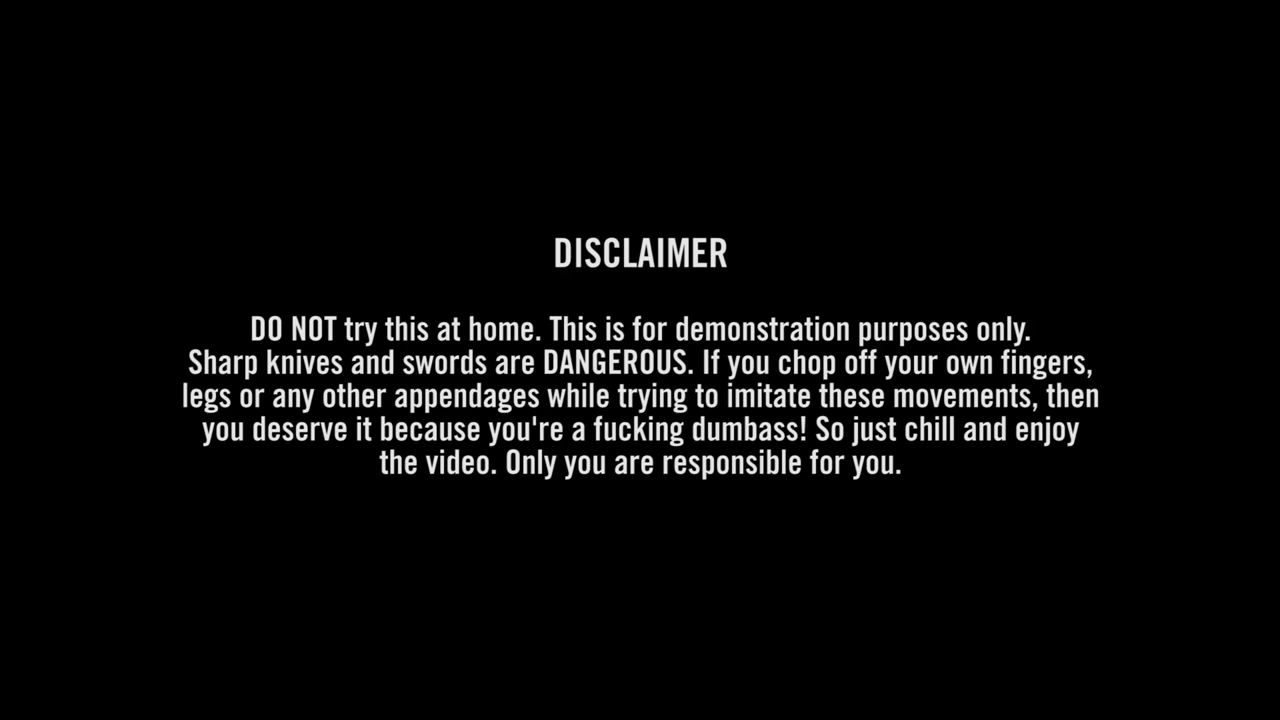 DISCLAIMER
DO NOT try this at home. This is for demonstration purposes only.
Sharp knives and swords are DANGEROUS. If you chop off your own fingers,
legs or any other appendages while trying to imitate these movements, then
you deserve it because you're a fucking dumbass! So just chill and enjoy
the video. Only you are responsible for you.